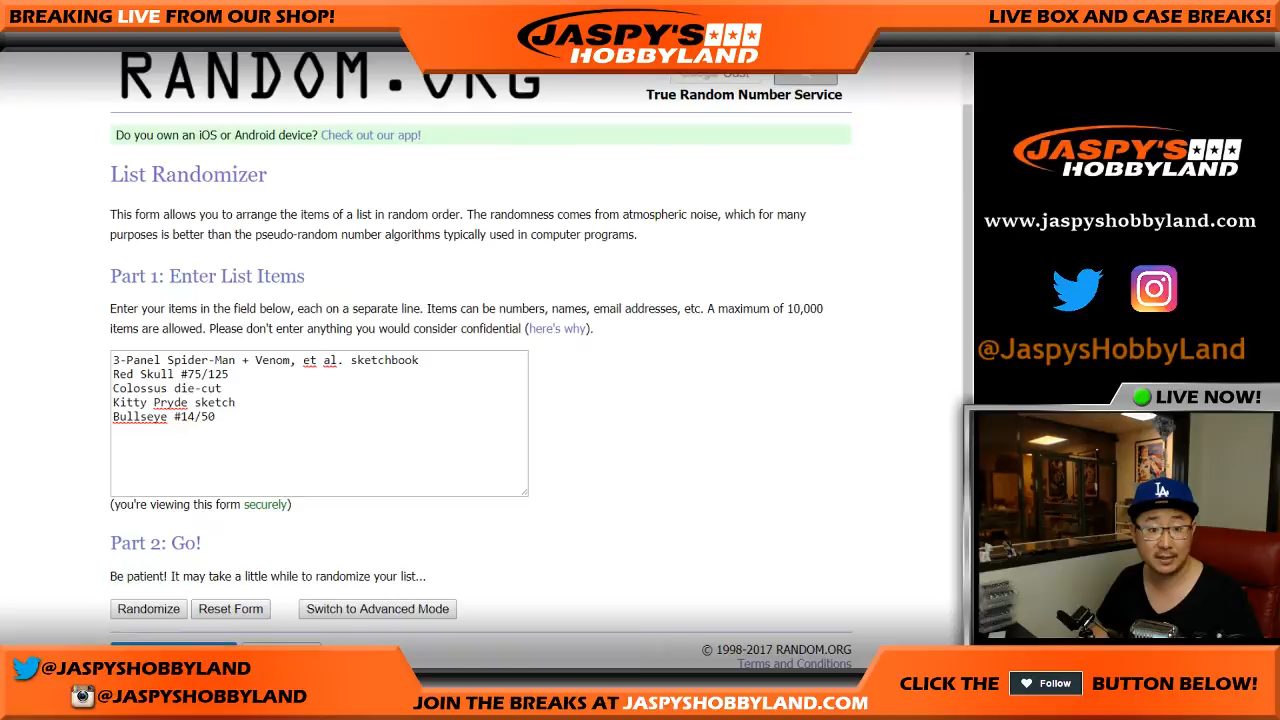 BREAKING LIVE FROM OUR SHOP!
JASPY'S
HOBBYLAND
LIVE BOX AND CASE BREAKS!
RANDOM.ORG
True Random Number Service
Do you own an iOS or Android device? Check out our app!
List Randomizer
This form allows you to arrange the items of a list in random order. The randomness comes from atmospheric noise, which for many
purposes is better than the pseudo-random number algorithms typically used in computer programs.
Part 1: Enter List Items
Enter your items in the field below, each on a separate line. Items can be numbers, names, email addresses, etc. A maximum of 10,000
items are allowed. Please don't enter anything you would consider confidential (here's why).
3-Panel Spider-Man + Venom, et al. sketchbook
Red Skull #75/125
Colossus die-cut
Kitty Pryde sketch
Bullseye #14/50
(you're viewing this form securely)
Part 2: Go!
Be patient! It may take a little while to randomize your list...
Randomize
Reset Form
Switch to Advanced Mode
© 1998-2017 RANDOM.ORG
Terms and Conditions
JASPY'S
HOBBYLAND
www.jaspyshobbyland.com
@JaspysHobbyLand
LIVE NOW!
LA
@JASPYSHOBBYLAND
@JASPYSHOBBYLAND
JOIN THE BREAKS AT JASPYSHOBBYLAND.COM
CLICK THE Follow BUTTON BELOW!